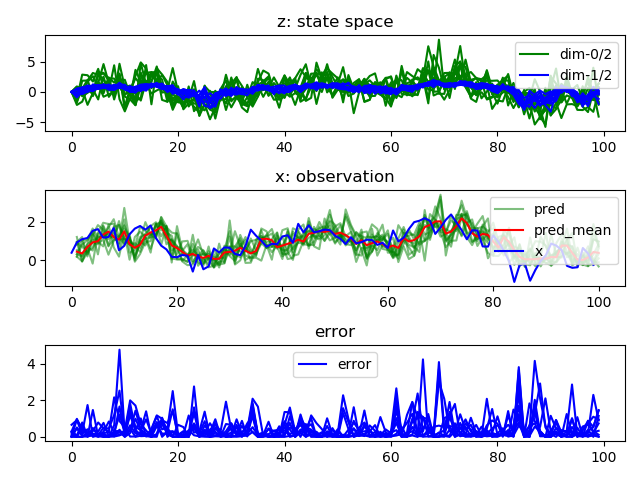 z: state space
5
0
−5
dim-0/2
dim-1/2
0 20 40 60 80 100
x: observation
2
0
pred
pred_mean
x
0 20 40 60 80 100
error
4
2
0
error
0 20 40 60 80 100